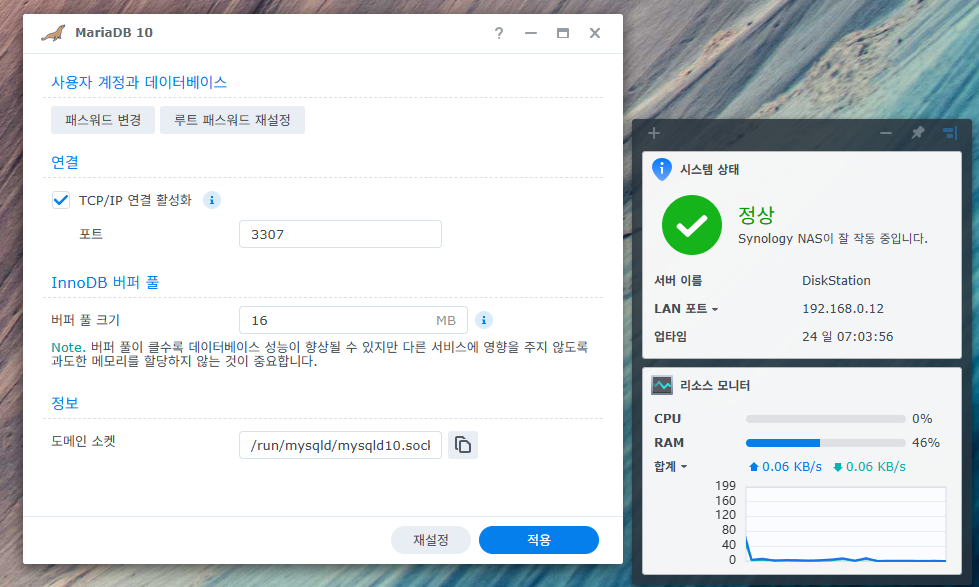 MariaDB 10
사용자 계정과 데이터베이스
패스워드 변경
루트 패스워드 재설정
연결
TCP/IP 연결 활성화
포트
3307
InnoDB 버퍼 풀
버퍼 풀 크기
16 MB
Note. 버퍼 풀이 클수록 데이터베이스 성능이 향상될 수 있지만 다른 서비스에 영향을 주지 않도록
과도한 메모리를 할당하지 않는 것이 중요합니다.
정보
도메인 소켓
/run/mysqld/mysqld10.sock
재설정
적용
시스템 상태
정상
Synology NAS이 잘 작동 중입니다.
서버 이름 DiskStation
LAN 포트 192.168.0.12
업타임 24 일 07:03:56
리소스 모니터
CPU 0%
RAM 46%
합계 0.06 KB/s 0.06 KB/s
199
160
120
80
40
0